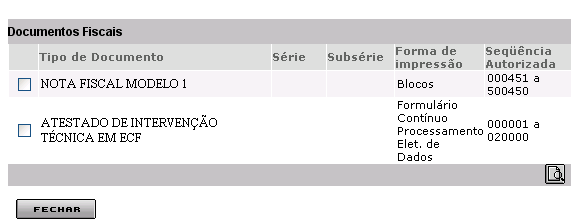 Documentos Fiscais
Tipo de Documento Série Subsérie Forma de impressão Seqüência Autorizada
NOTA FISCAL MODELO 1 Blocos 000451 a 500450
ATESTADO DE INTERVENÇÃO TÉCNICA EM ECF Formulário Contínuo Processamento Elet. de Dados 000001 a 020000
FECHAR